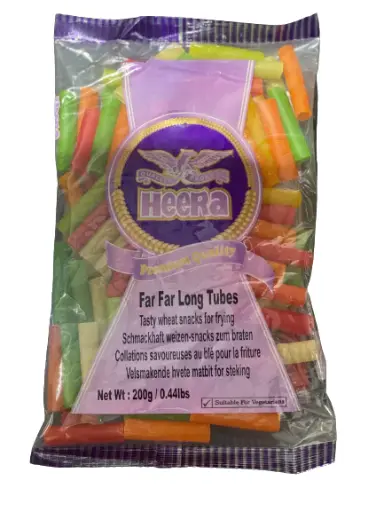 Heera
Premium Quality
Far Far Long Tubes
Tasty wheat snacks for frying
Schmackhaft weizen-snacks zum braten
Collations savoureuses au blé pour la friture
Velsmakende hvete matbit for steking
Net Wt : 200g / 0.44lbs
Suitable For Vegetarians